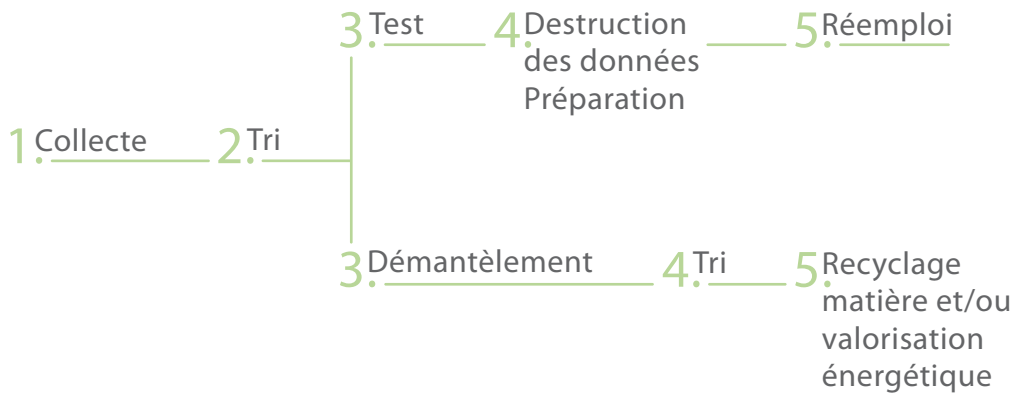 1. Collecte
2. Tri
3. Test
4. Destruction
des données
Préparation
5. Réemploi
3. Démantèlement
4. Tri
5. Recyclage
matière et/ou
valorisation
énergétique